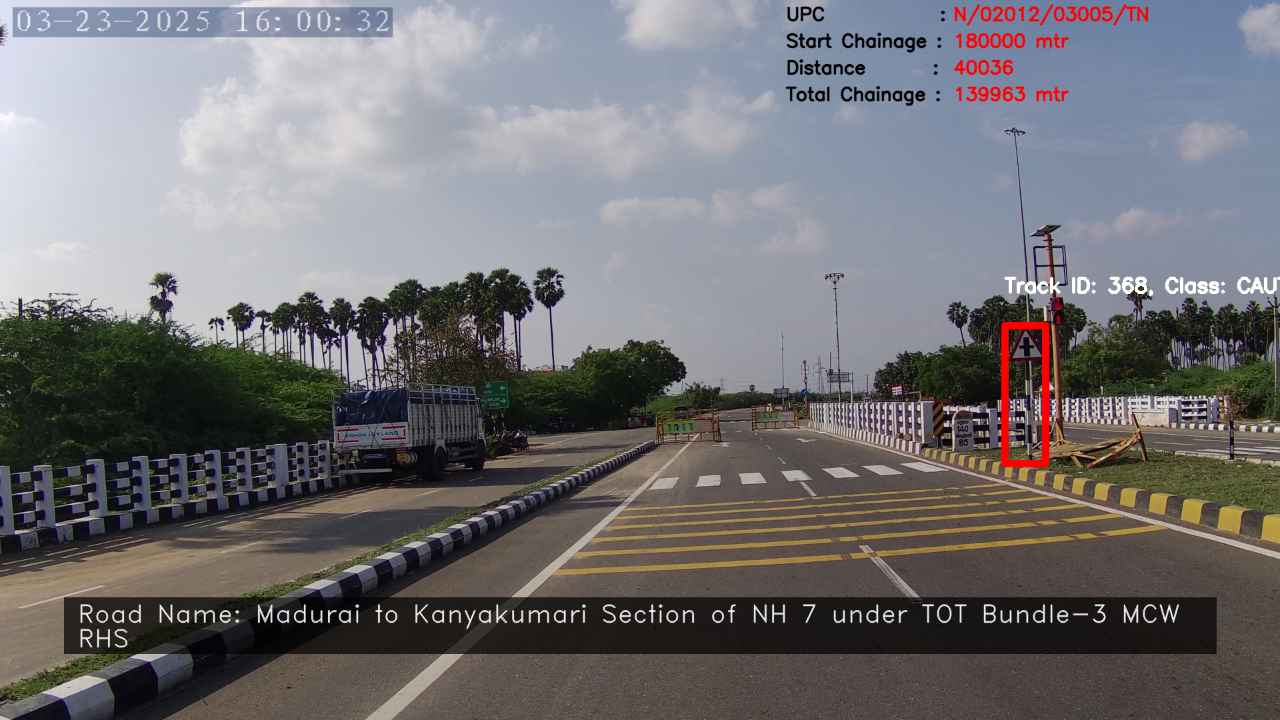 03-23-2025 16:00:32
UPC : N/02012/03005/TN
Start Chainage : 180000 mtr
Distance : 40036
Total Chainage : 139963 mtr
Track ID: 368, Class: CAUT
Road Name: Madurai to Kanyakumari Section of NH 7 under TOT Bundle-3 MCW
RHS